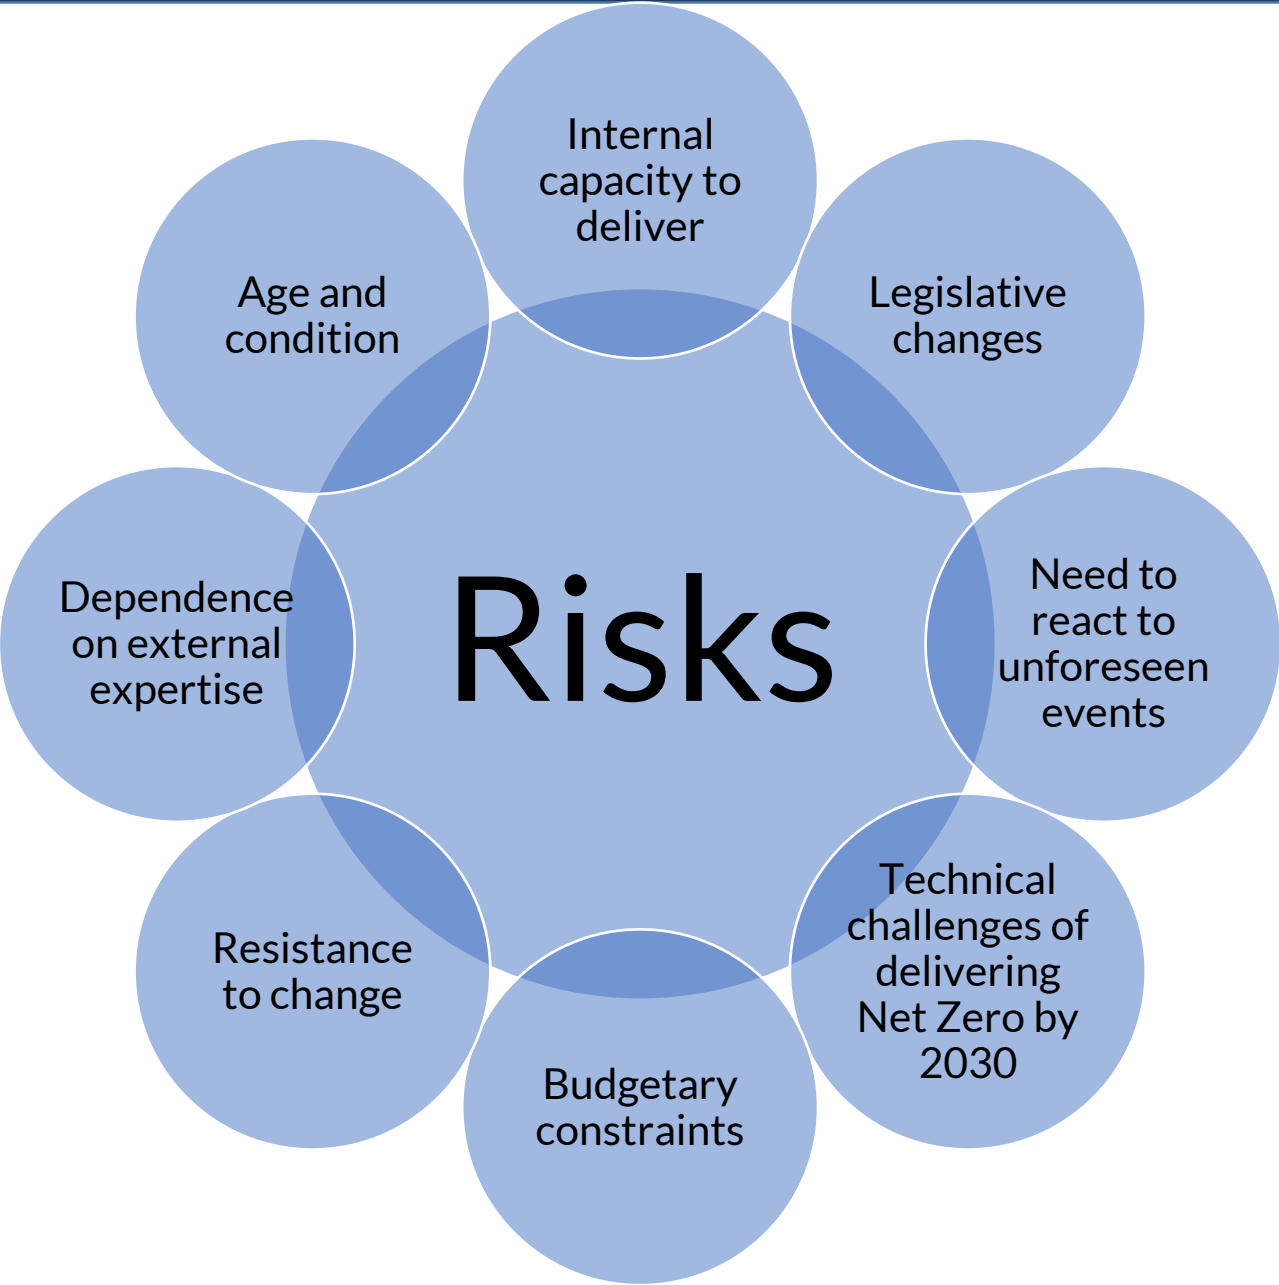 Internal
capacity to
deliver
Legislative
changes
Need to
react to
unforeseen
events
Technical
challenges of
delivering
Net Zero by
2030
Budgetary
constraints
Resistance
to change
Dependence
on external
expertise
Age and
condition
Risks